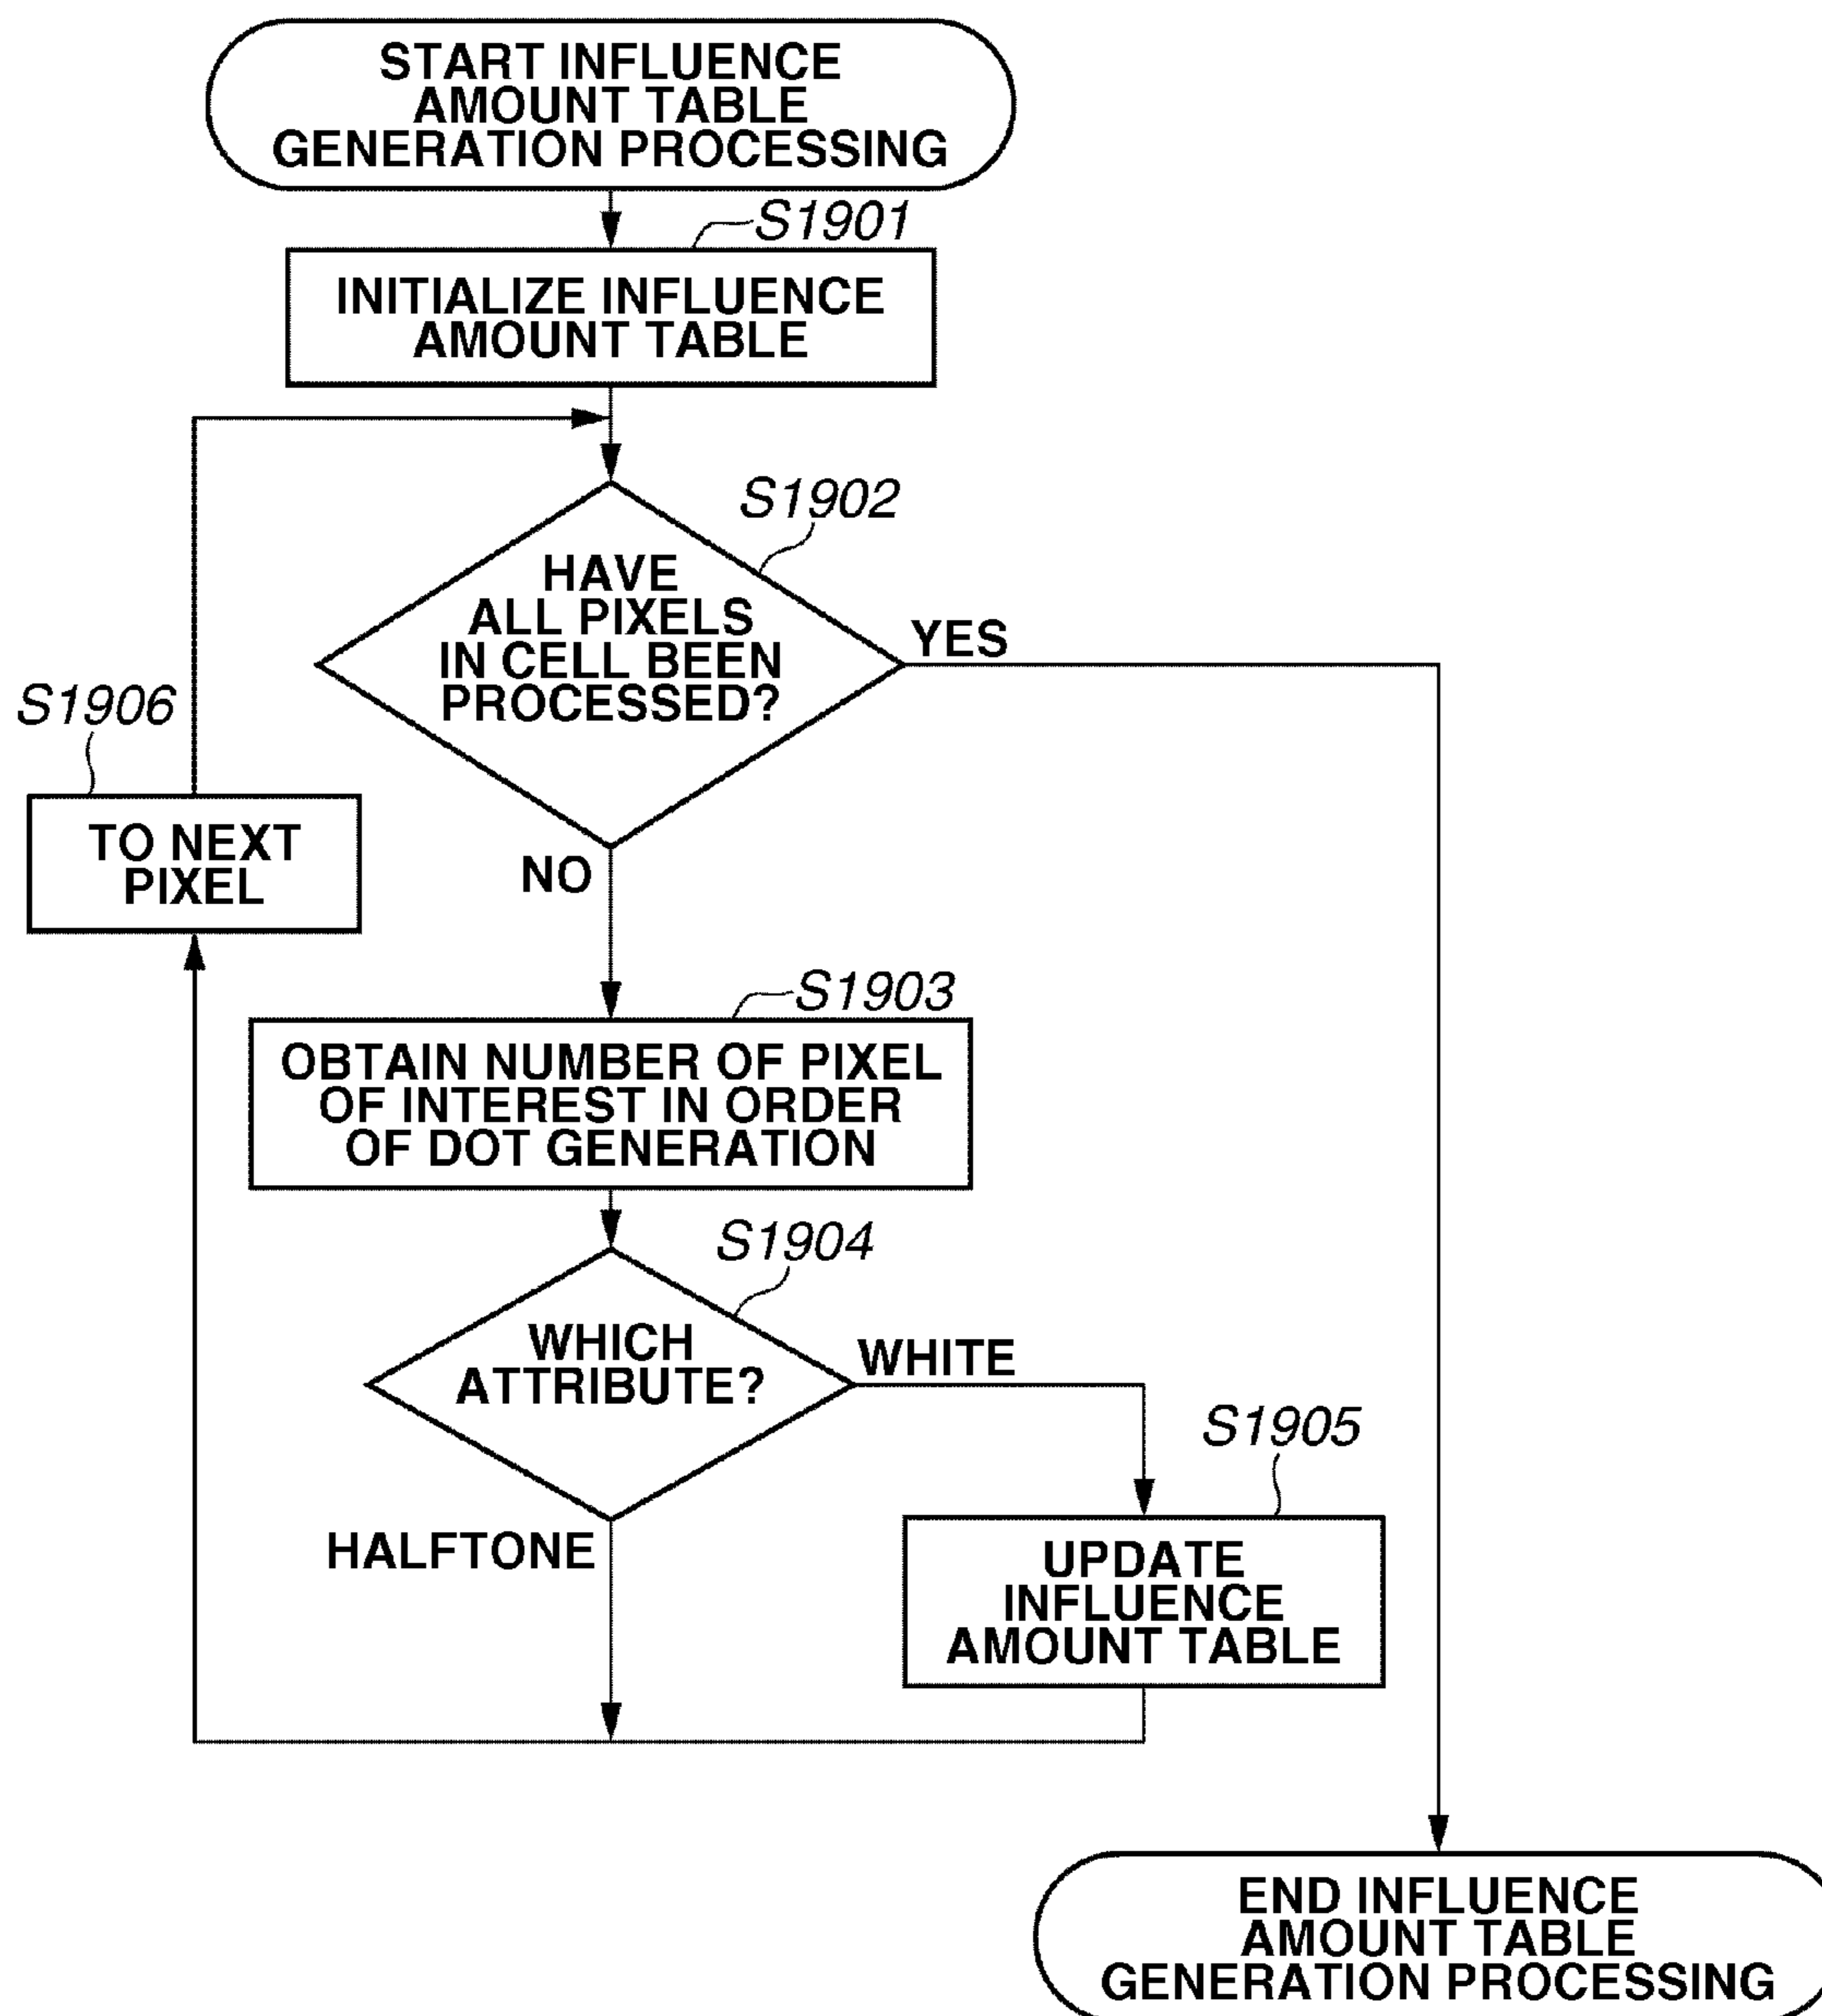 START INFLUENCE
AMOUNT TABLE
GENERATION PROCESSING
S1901
INITIALIZE INFLUENCE
AMOUNT TABLE
S1902
HAVE
ALL PIXELS
IN CELL BEEN
PROCESSED?
YES
S1906
TO NEXT
PIXEL
NO
S1903
OBTAIN NUMBER OF PIXEL
OF INTEREST IN ORDER
OF DOT GENERATION
S1904
WHICH
ATTRIBUTE?
WHITE
S1905
HALFTONE
UPDATE
INFLUENCE
AMOUNT TABLE
END INFLUENCE
AMOUNT TABLE
GENERATION PROCESSING